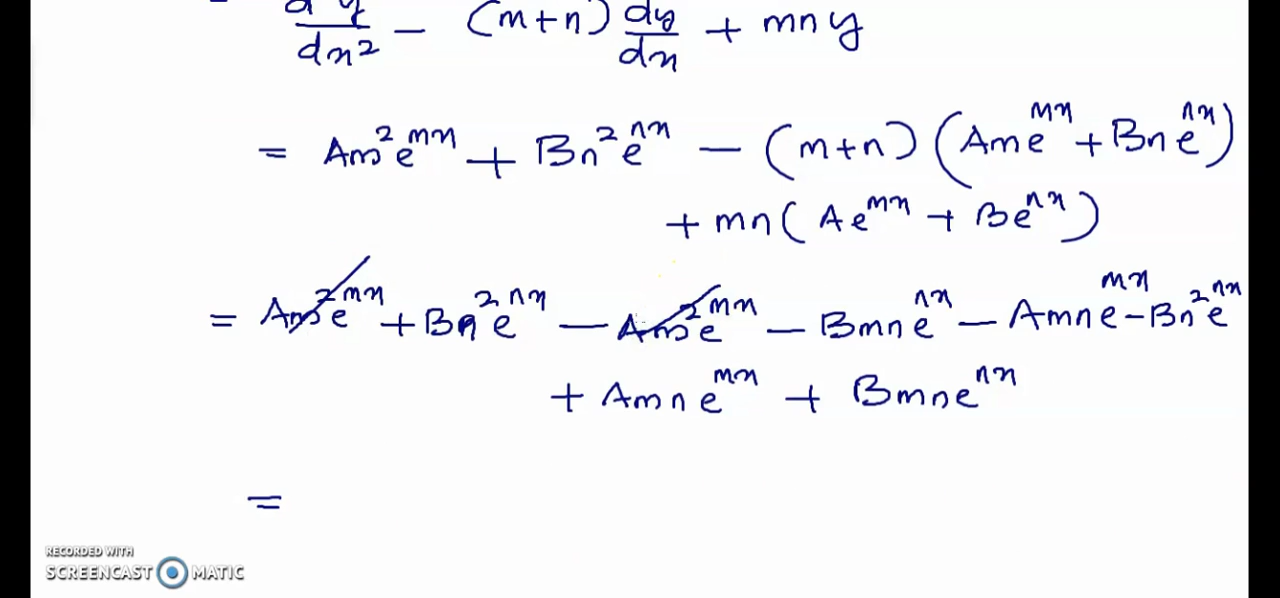 = d²y/dx² - (m+n) dy/dx + mny
= Am²e^mx + Bn²e^nx - (m+n) (Ame^mx + Bne^nx)
+ mn(Ae^mx + Be^nx)
= Am²e^mx + Bn²e^nx - Am²e^mx - Bmne^nx - Amne^mx - Bn²e^nx
+ Amne^mx + Bmne^nx
=
RECORDED WITH
SCREENCAST MATIC